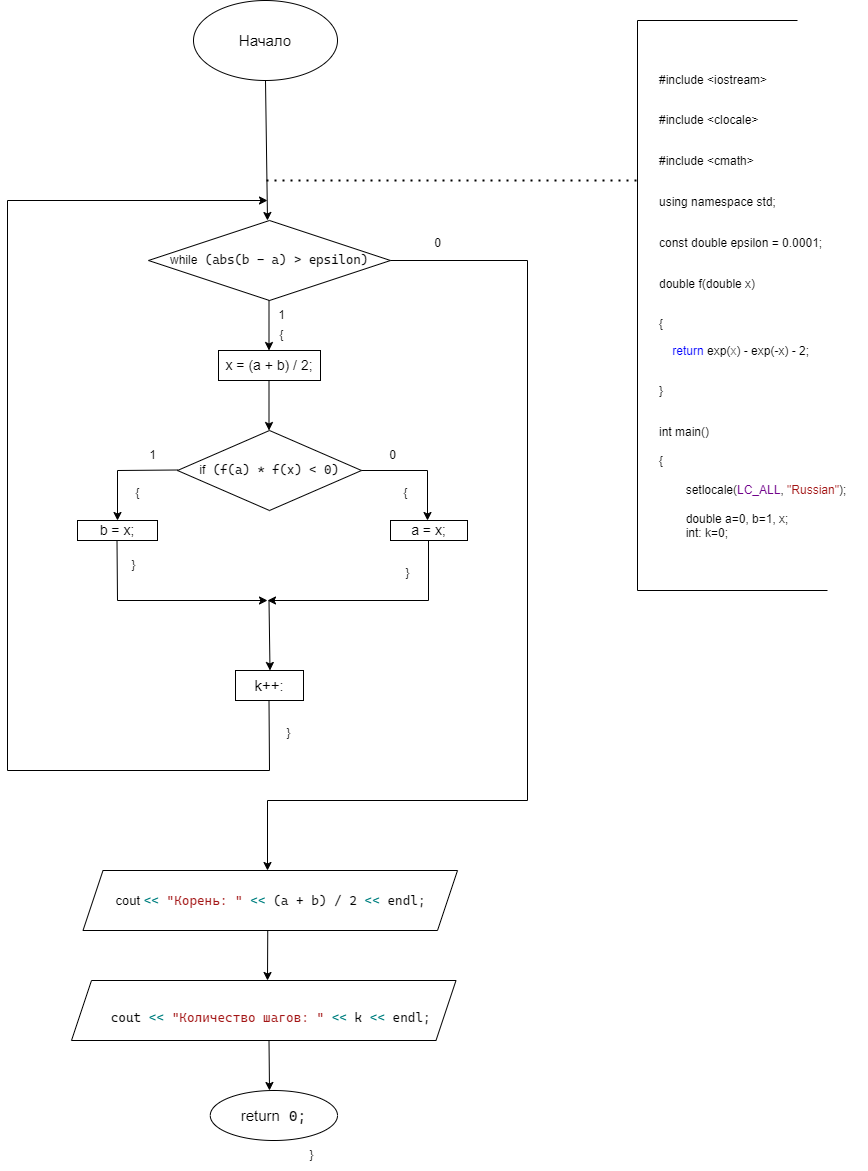 Начало
#include <iostream>
#include <clocale>
#include <cmath>
using namespace std;
const double epsilon = 0.0001;
double f(double x)
{
return exp(x) - exp(-x) - 2;
}
int main()
{
setlocale(LC_ALL, "Russian");
double a=0, b=1, x;
int: k=0;
while (abs(b - a) > epsilon)
0
1
{
x = (a + b) / 2;
if (f(a) * f(x) < 0)
1
0
{
{
b = x;
a = x;
}
}
k++:
}
cout << "Корень: " << (a + b) / 2 << endl;
cout << "Количество шагов: " << k << endl;
return 0;
}